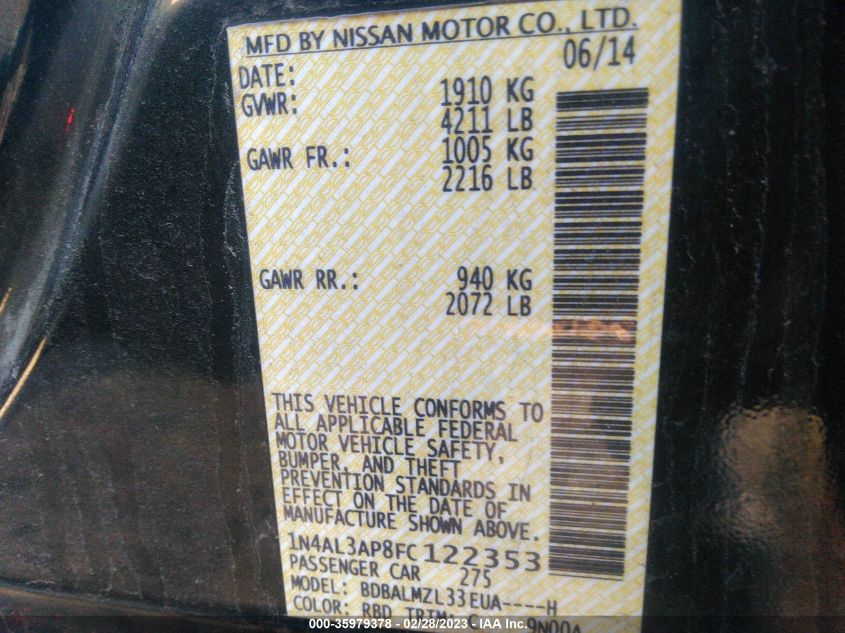 MFD BY NISSAN MOTOR CO., LTD.
DATE: 06/14
GVWR: 1910 KG
4211 LB
GAWR FR.: 1005 KG
2216 LB
GAWR RR.: 940 KG
2072 LB
THIS VEHICLE CONFORMS TO
ALL APPLICABLE FEDERAL
MOTOR VEHICLE SAFETY,
BUMPER, AND THEFT
PREVENTION STANDARDS IN
EFFECT ON THE DATE OF
MANUFACTURE SHOWN ABOVE.
1N4AL3AP8FC122353
PASSENGER CAR 275
MODEL: BDBALMZL33EUA----H
COLOR: RBD TRIM:
000-35979378 - 02/28/2023 - IAA Inc.